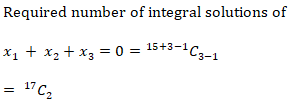 Required number of integral solutions of
x₁ + x₂ + x₃ = 0 = ¹⁵⁺³⁻¹C₃₋₁
= ¹⁷C₂